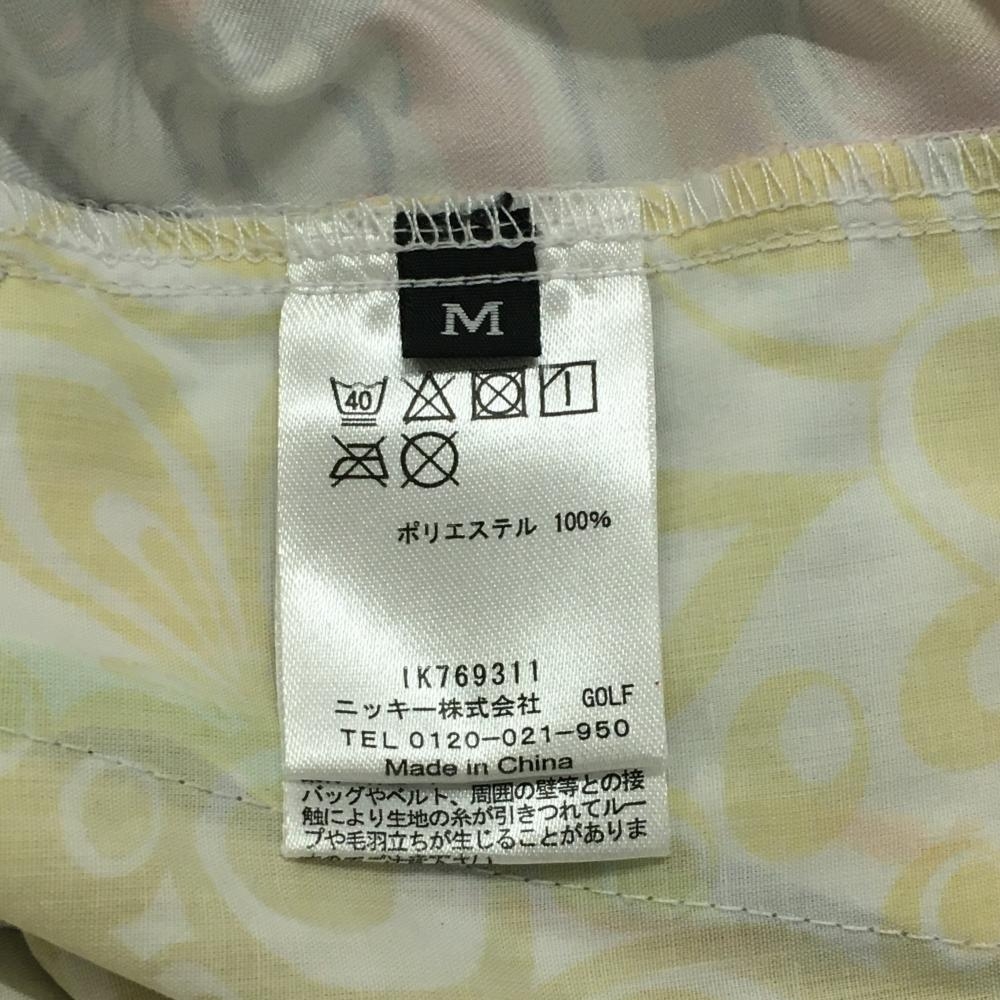 M
40
ポリエステル 100%
IK769311
ニッキー株式会社 GOLF
TEL 0120-021-950
Made in China
バッグやベルト、周囲の壁等との接
触により生地の糸が引きつれてルー
プや毛羽立ちが生じることがありま